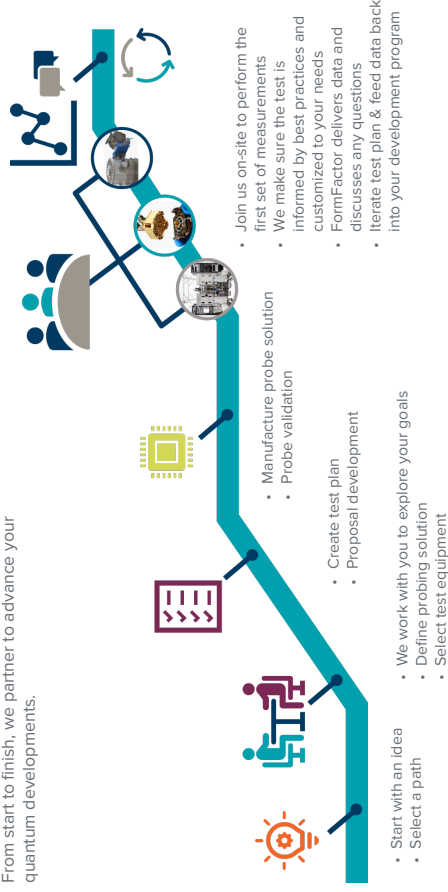 From start to finish, we partner to advance your
quantum developments.
• Start with an idea
• Select a path
• We work with you to explore your goals
• Define probing solution
• Select test equipment
• Create test plan
• Proposal development
• Manufacture probe solution
• Probe validation
• Join us on-site to perform the
first set of measurements
• We make sure the test is
informed by best practices and
customized to your needs
• FormFactor delivers data and
discusses any questions
• Iterate test plan & feed data back
into your development program